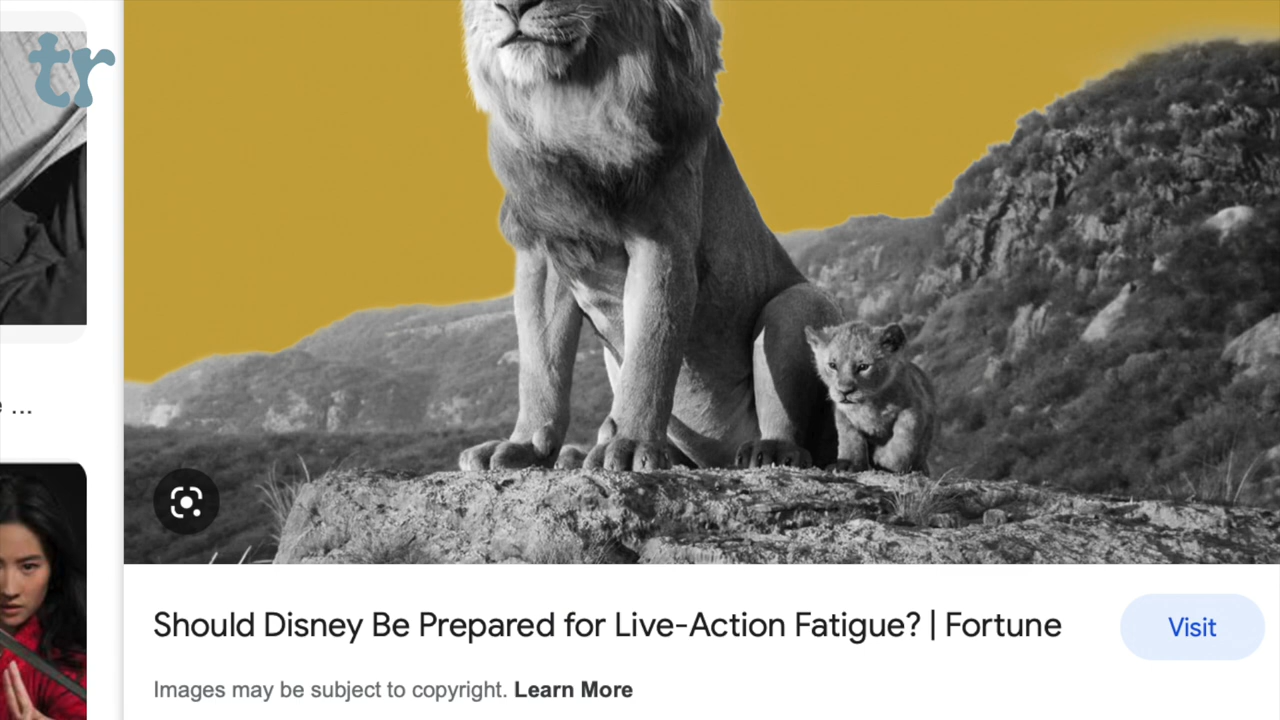 tr
e ...
Should Disney Be Prepared for Live-Action Fatigue? | Fortune
Visit
Images may be subject to copyright. Learn More